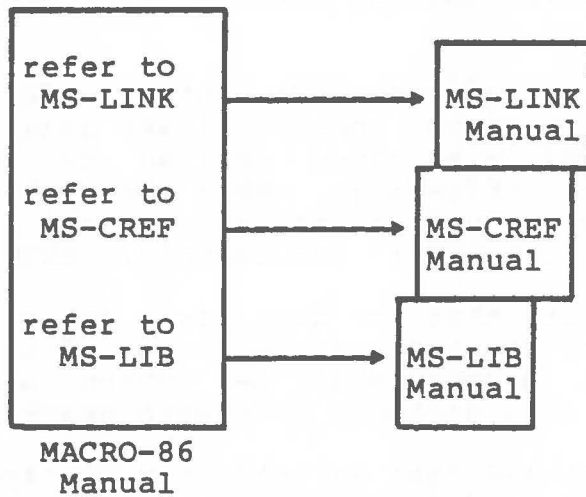 refer to
MS-LINK
MS-LINK
Manual
refer to
MS-CREF
MS-CREF
Manual
refer to
MS-LIB
MS-LIB
Manual
MACRO-86
Manual